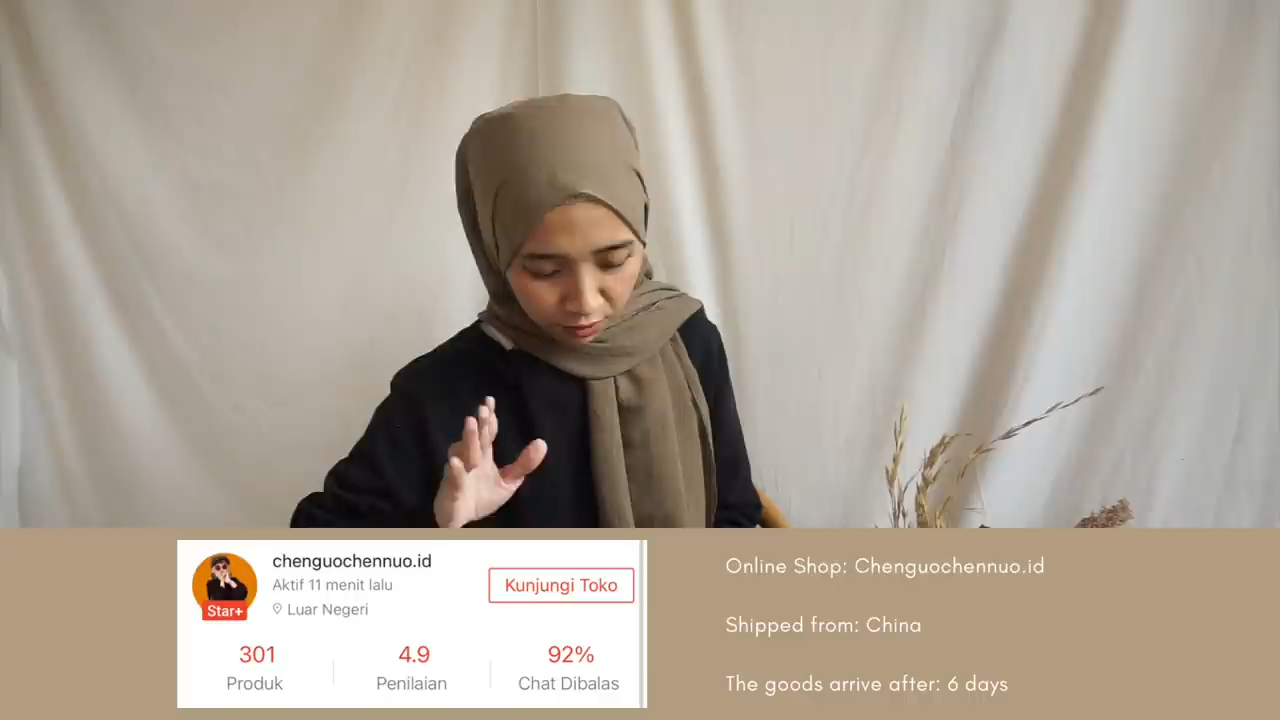 chenguochennuo.id
Aktif 11 menit lalu
Luar Negeri
Star+
Kunjungi Toko
301
Produk
4.9
Penilaian
92%
Chat Dibalas
Online Shop: Chenguochennuo.id
Shipped from: China
The goods arrive after: 6 days